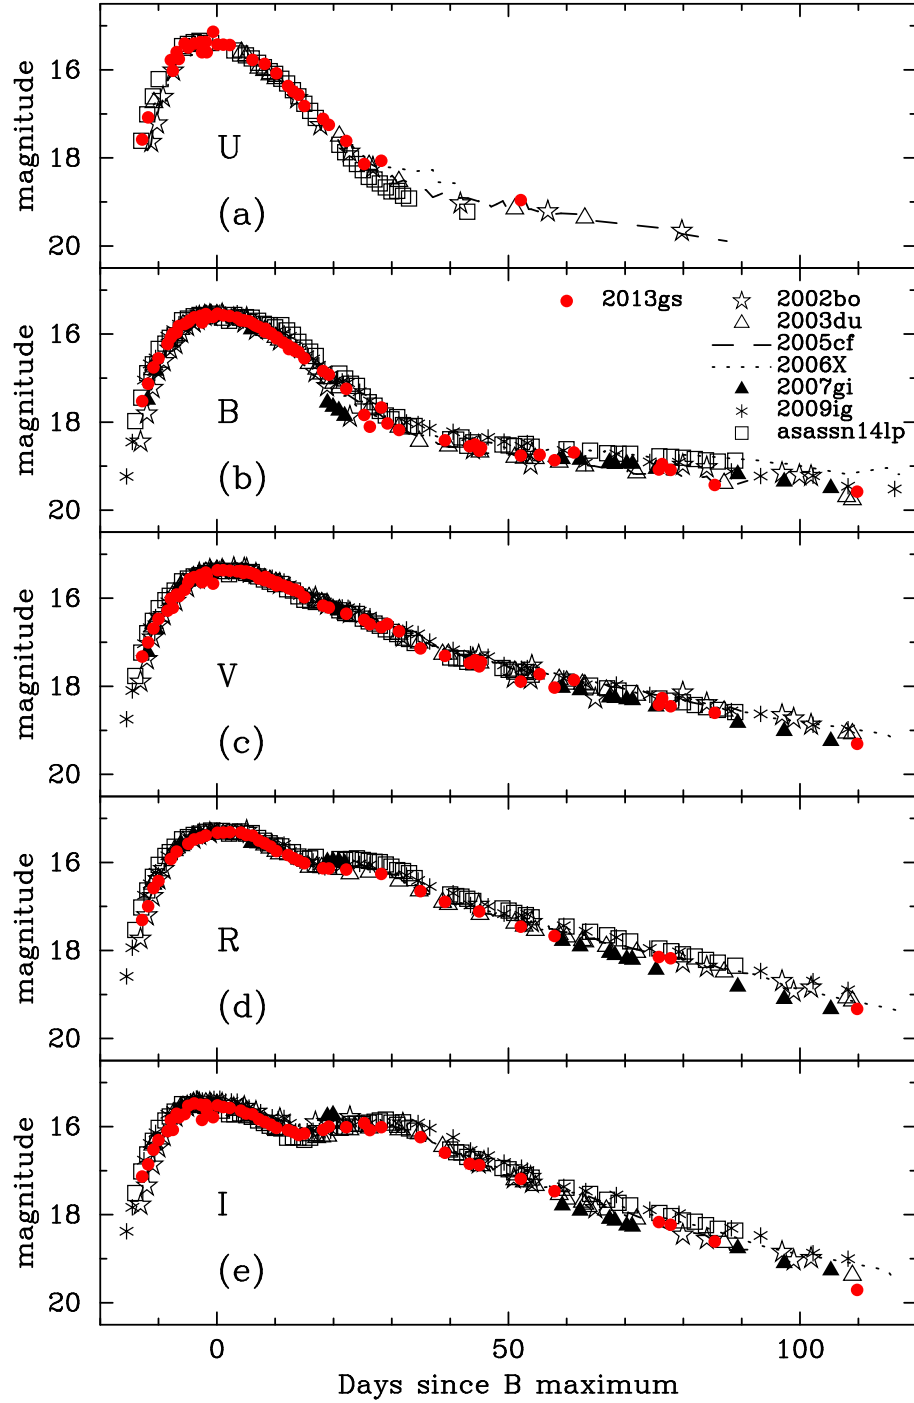 magnitude
16
18
20
U
(a)
magnitude
16
18
20
B
(b)
2013gs
2002bo
2003du
2005cf
2006X
2007gi
2009ig
asassn14lp
magnitude
16
18
20
V
(c)
magnitude
16
18
20
R
(d)
magnitude
16
18
20
I
(e)
0 50 100
Days since B maximum